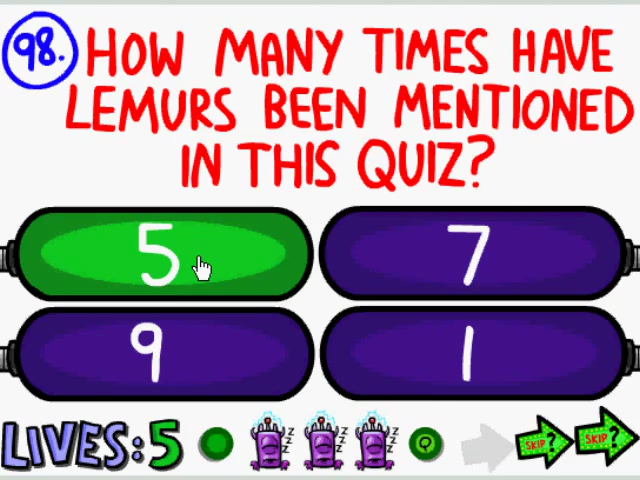 98. HOW MANY TIMES HAVE
LEMURS BEEN MENTIONED
IN THIS QUIZ?
5
7
9
1
LIVES: 5
Z Z Z
Z Z Z
Z Z Z
Q
SKIP?
SKIP?